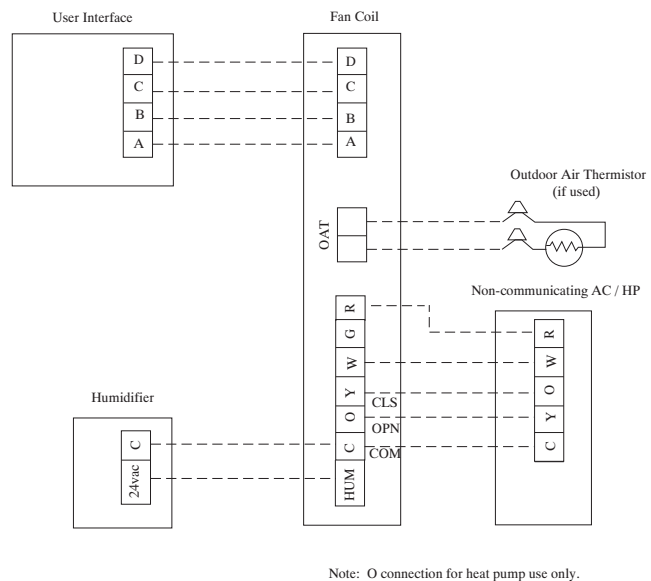 User Interface
Fan Coil
D
C
B
A
D
C
B
A
OAT
Outdoor Air Thermistor
(if used)
Non-communicating AC / HP
R
G
W
Y
O
C
HUM
CLS
OPN
COM
R
W
O
Y
C
Humidifier
C
24vac
Note: O connection for heat pump use only.